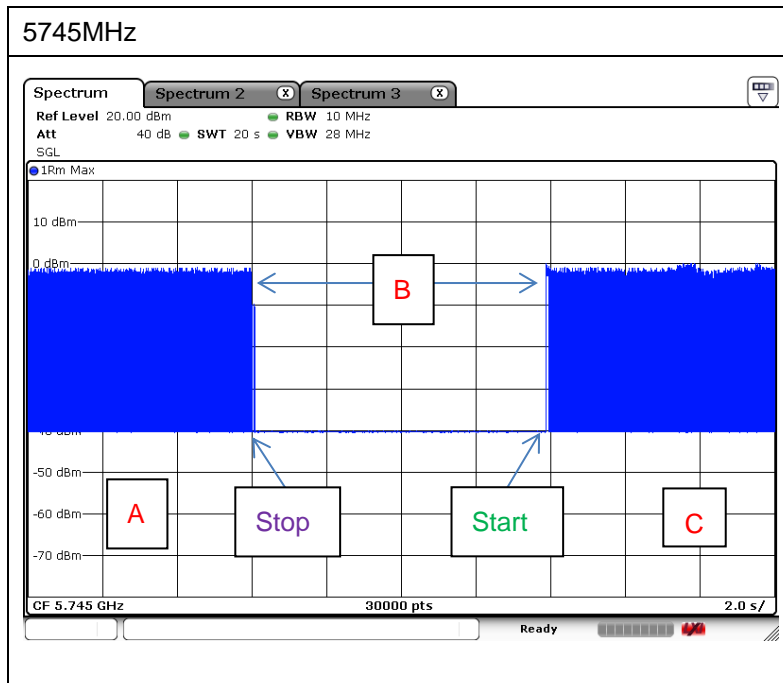 5745MHz
Spectrum Spectrum 2 X Spectrum 3 X
Ref Level 20.00 dBm RBW 10 MHz
Att 40 dB SWT 20 s VBW 28 MHz
SGL
1Rm Max
10 dBm
0 dBm
B
-40 dBm
-50 dBm
-60 dBm
-70 dBm
A Stop Start C
CF 5.745 GHz 30000 pts 2.0 s/
Ready